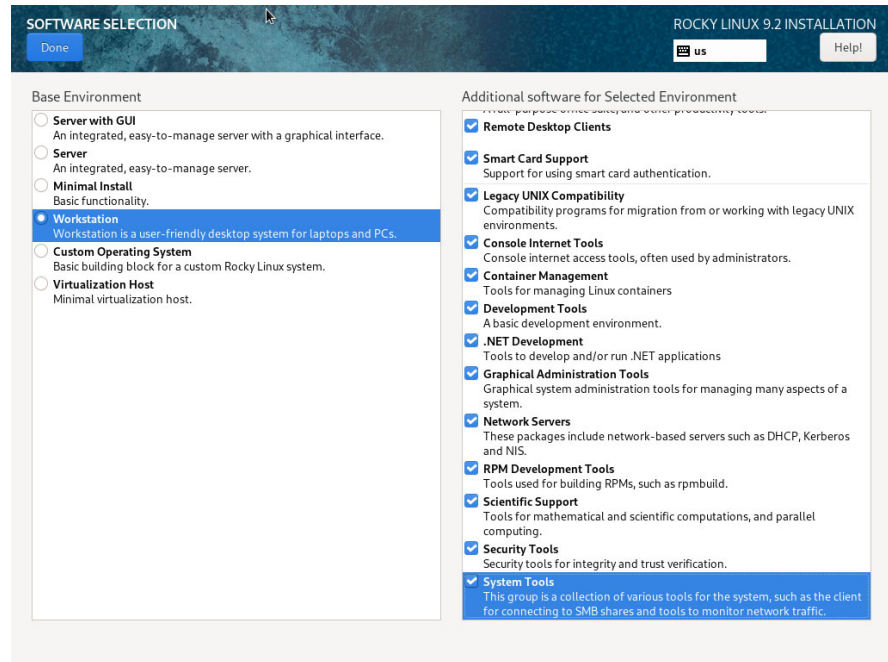 SOFTWARE SELECTION
ROCKY LINUX 9.2 INSTALLATION
Done
us
Help!
Base Environment
Server with GUI
An integrated, easy-to-manage server with a graphical interface.
Server
An integrated, easy-to-manage server.
Minimal Install
Basic functionality.
Workstation
Workstation is a user-friendly desktop system for laptops and PCs.
Custom Operating System
Basic building block for a custom Rocky Linux system.
Virtualization Host
Minimal virtualization host.
Additional software for Selected Environment
A full-purpose office suite, and other productivity tools.
Remote Desktop Clients
Smart Card Support
Support for using smart card authentication.
Legacy UNIX Compatibility
Compatibility programs for migration from or working with legacy UNIX
environments.
Console Internet Tools
Console internet access tools, often used by administrators.
Container Management
Tools for managing Linux containers
Development Tools
A basic development environment.
.NET Development
Tools to develop and/or run .NET applications
Graphical Administration Tools
Graphical system administration tools for managing many aspects of a
system.
Network Servers
These packages include network-based servers such as DHCP, Kerberos
and NIS.
RPM Development Tools
Tools used for building RPMs, such as rpmbuild.
Scientific Support
Tools for mathematical and scientific computations, and parallel
computing.
Security Tools
Security tools for integrity and trust verification.
System Tools
This group is a collection of various tools for the system, such as the client
for connecting to SMB shares and tools to monitor network traffic.